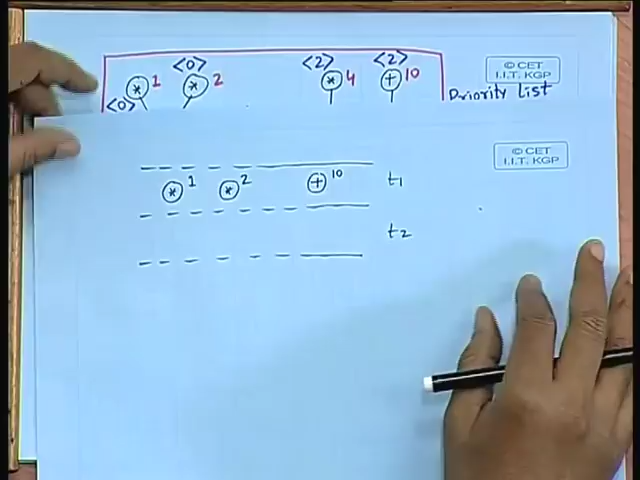 <0> <2> <2>
* 1 * 2 * 4 + 10
<0>
Priority List
© CET
I.I.T. KGP
© CET
I.I.T. KGP
* 1 * 2 + 10 t1
t2